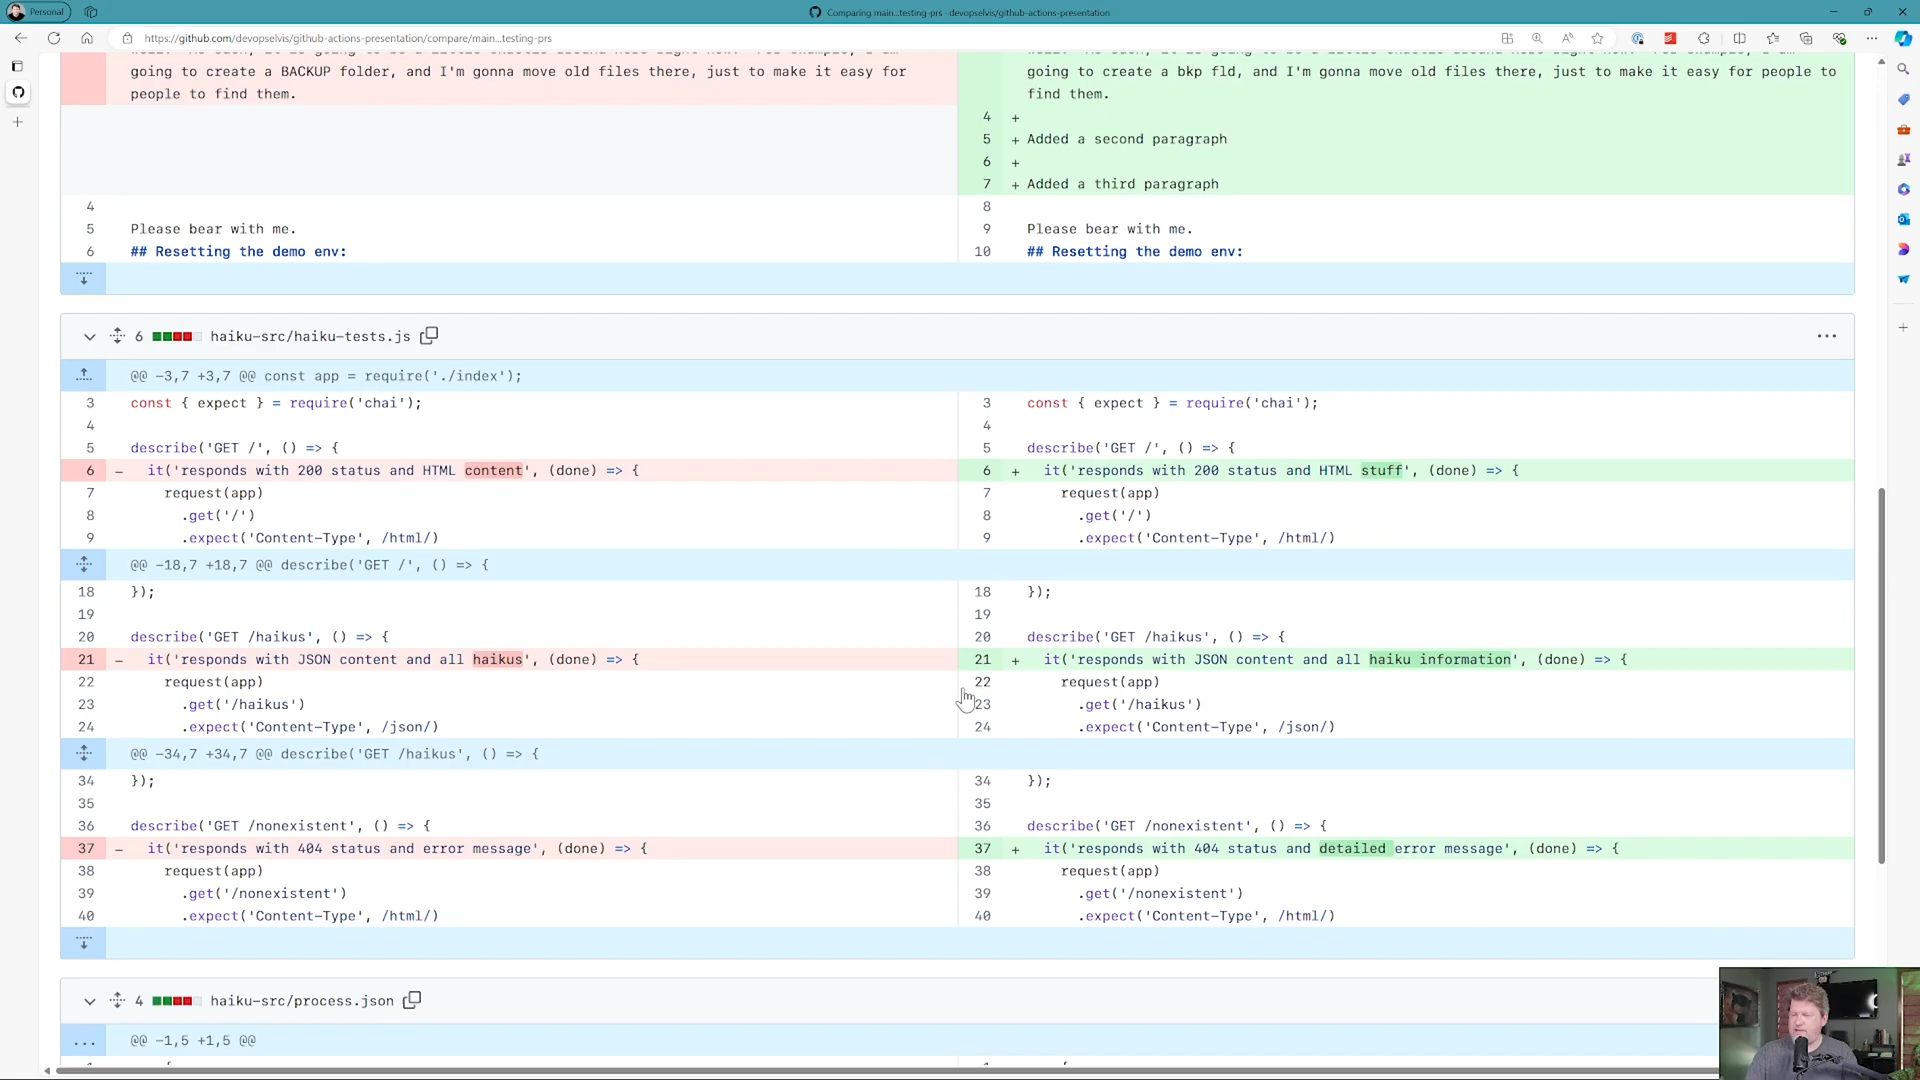 Personal
Comparing main...testing-prs · devopselvis/github-actions-presentation
https://github.com/devopselvis/github-actions-presentation/compare/main...testing-prs
going to create a BACKUP folder, and I'm gonna move old files there, just to make it easy for
people to find them.
going to create a bkp fld, and I'm gonna move old files there, just to make it easy for people to
find them.
4 +
5 + Added a second paragraph
6 +
7 + Added a third paragraph
4 8
5 Please bear with me. 9 Please bear with me.
6 ## Resetting the demo env: 10 ## Resetting the demo env:
6 haiku-src/haiku-tests.js
@@ -3,7 +3,7 @@ const app = require('./index');
3 const { expect } = require('chai'); 3 const { expect } = require('chai');
4 4
5 describe('GET /', () => { 5 describe('GET /', () => {
6 - it('responds with 200 status and HTML content', (done) => { 6 + it('responds with 200 status and HTML stuff', (done) => {
7 request(app) 7 request(app)
8 .get('/') 8 .get('/')
9 .expect('Content-Type', /html/) 9 .expect('Content-Type', /html/)
@@ -18,7 +18,7 @@ describe('GET /', () => {
18 }); 18 });
19 19
20 describe('GET /haikus', () => { 20 describe('GET /haikus', () => {
21 - it('responds with JSON content and all haikus', (done) => { 21 + it('responds with JSON content and all haiku information', (done) => {
22 request(app) 22 request(app)
23 .get('/haikus') 23 .get('/haikus')
24 .expect('Content-Type', /json/) 24 .expect('Content-Type', /json/)
@@ -34,7 +34,7 @@ describe('GET /haikus', () => {
34 }); 34 });
35 35
36 describe('GET /nonexistent', () => { 36 describe('GET /nonexistent', () => {
37 - it('responds with 404 status and error message', (done) => { 37 + it('responds with 404 status and detailed error message', (done) => {
38 request(app) 38 request(app)
39 .get('/nonexistent') 39 .get('/nonexistent')
40 .expect('Content-Type', /html/) 40 .expect('Content-Type', /html/)
4 haiku-src/process.json
@@ -1,5 +1,5 @@